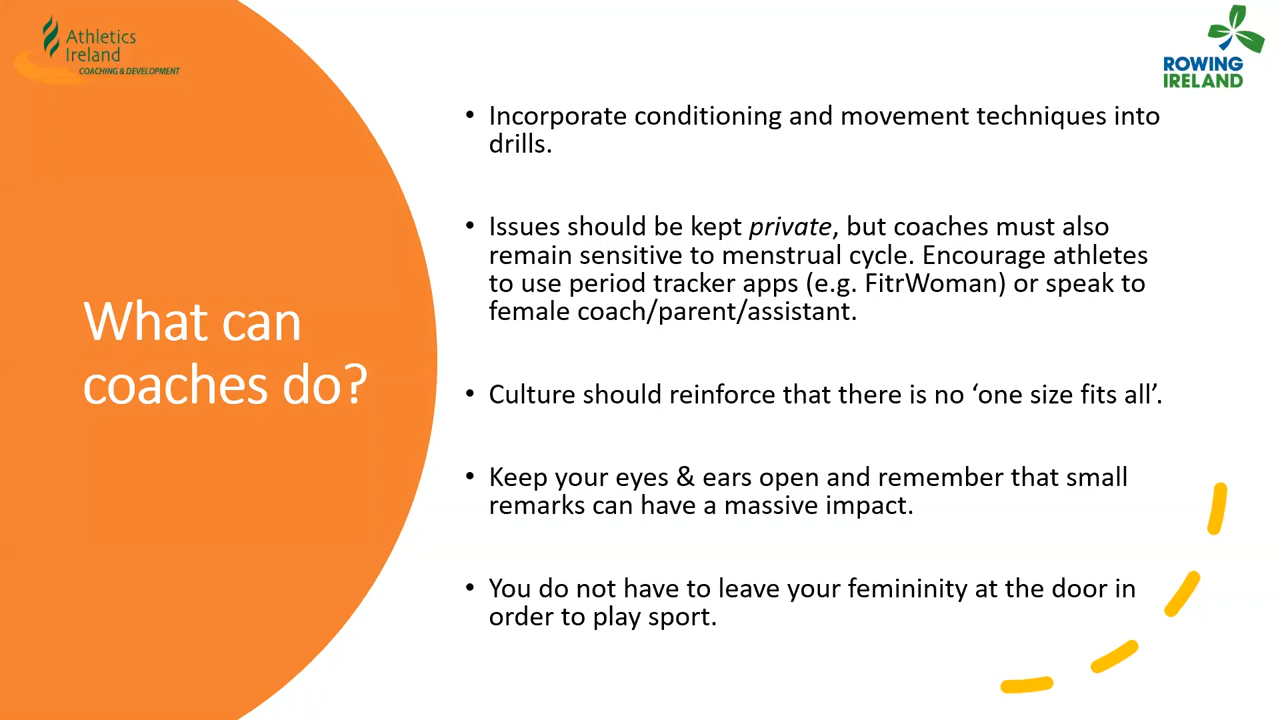 Athletics
Ireland
COACHING & DEVELOPMENT
ROWING
IRELAND
What can
coaches do?
• Incorporate conditioning and movement techniques into
drills.
• Issues should be kept private, but coaches must also
remain sensitive to menstrual cycle. Encourage athletes
to use period tracker apps (e.g. FitrWoman) or speak to
female coach/parent/assistant.
• Culture should reinforce that there is no ‘one size fits all’.
• Keep your eyes & ears open and remember that small
remarks can have a massive impact.
• You do not have to leave your femininity at the door in
order to play sport.